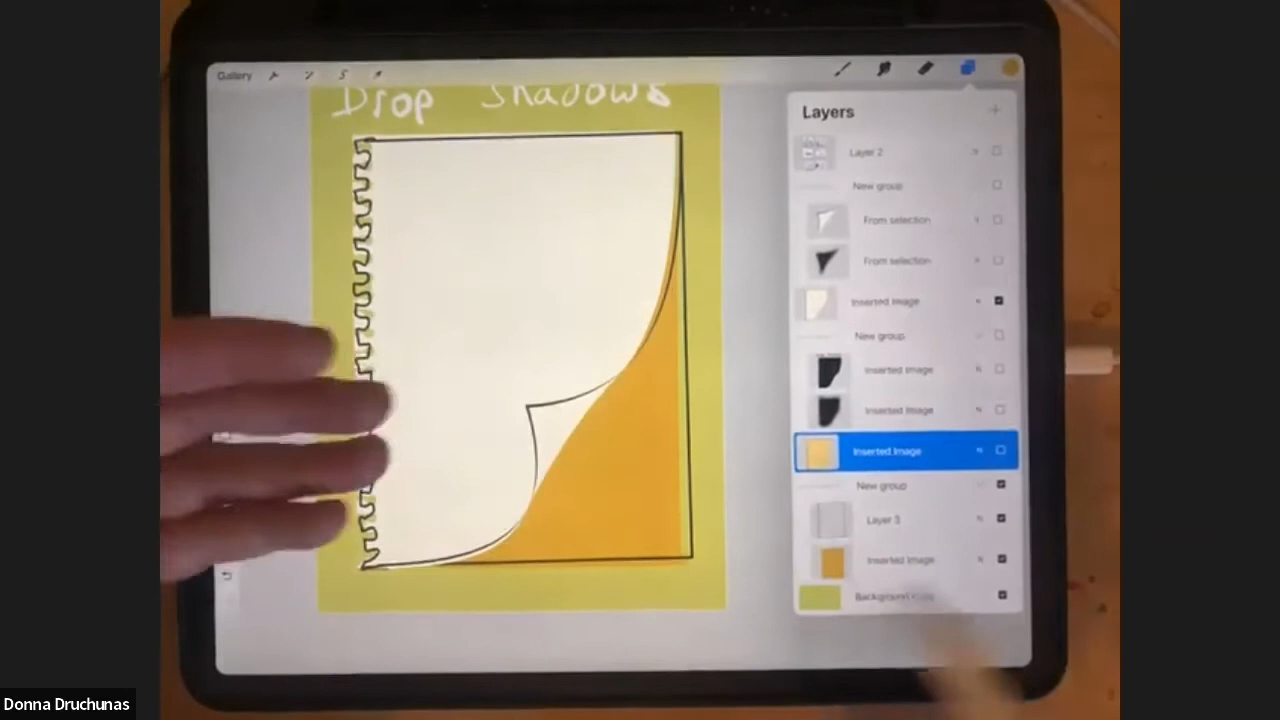 Gallery
Drop Shadows
Layers
Layer 2
New group
From selection
From selection
Inserted Image
New group
Inserted Image
Inserted Image
Inserted Image
New group
Layer 3
Inserted Image
Background
Donna Druchunas